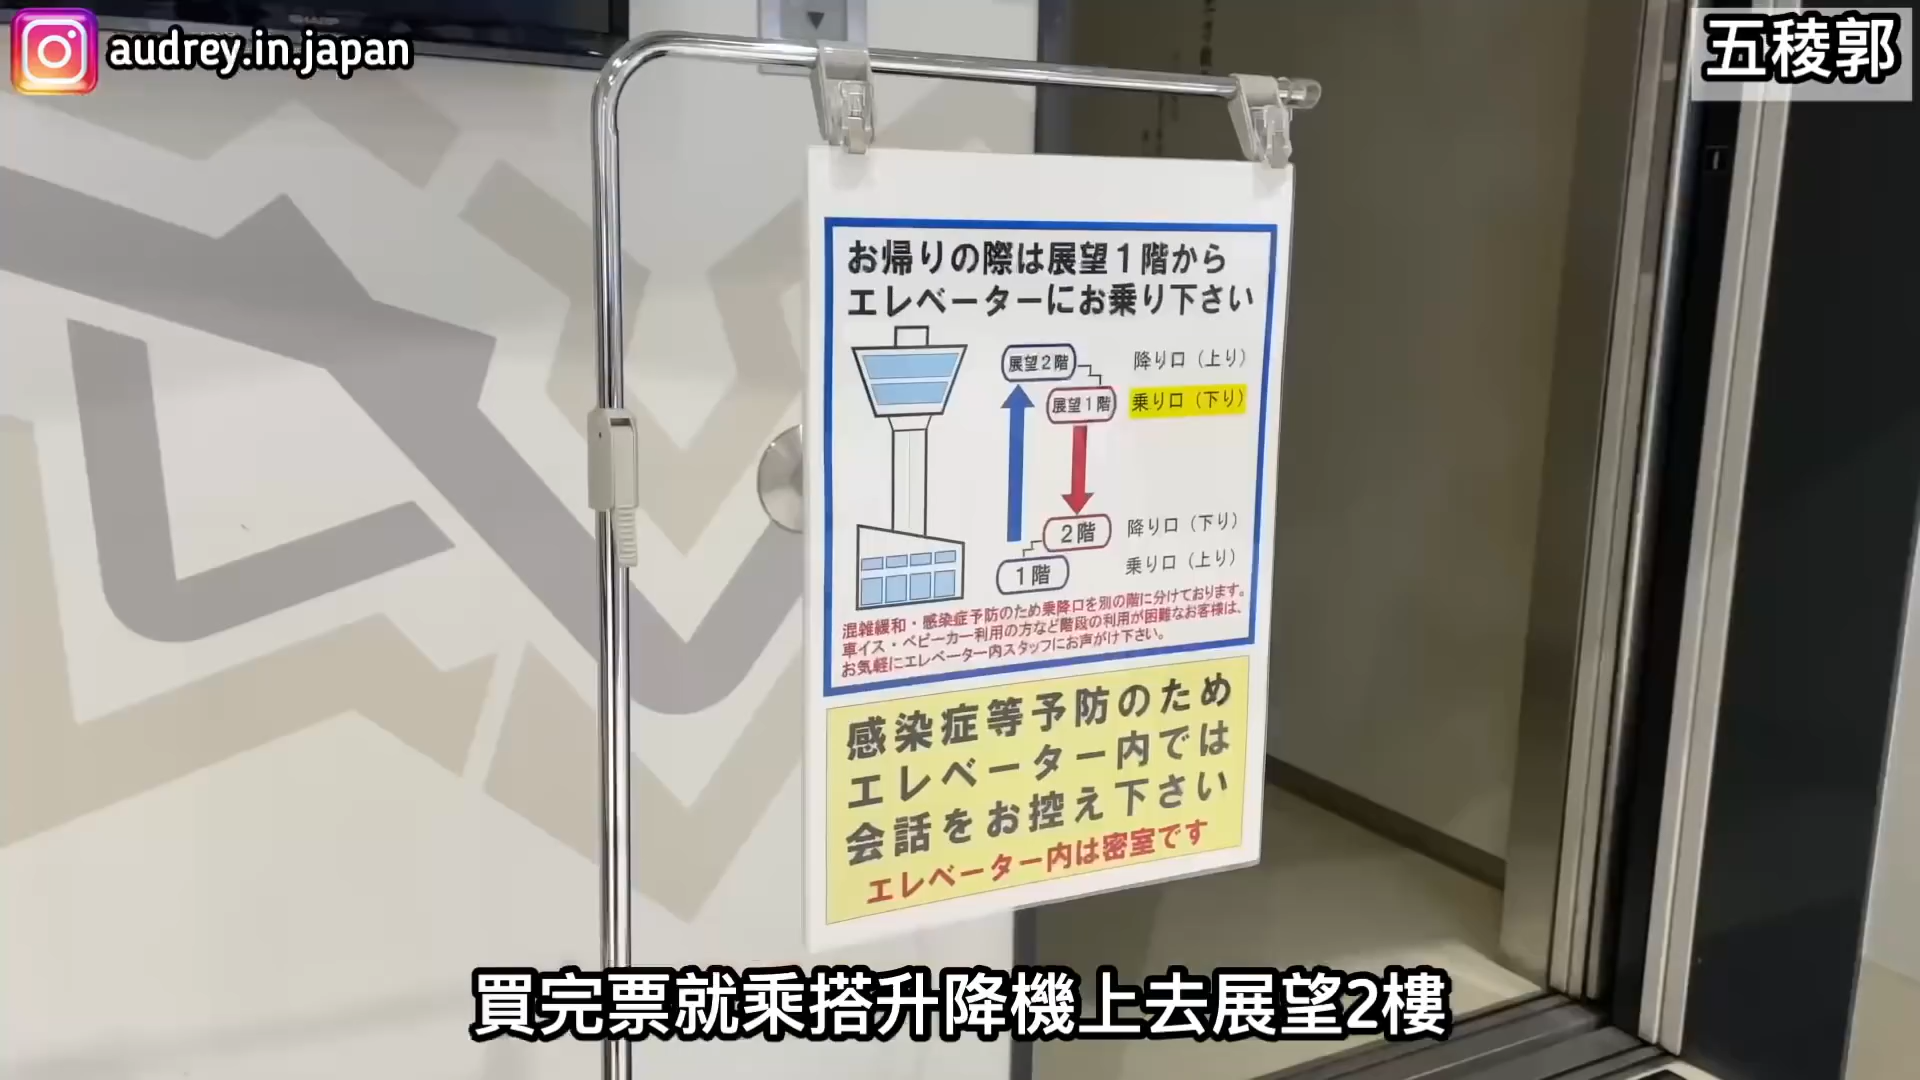 audrey.in.japan
五稜郭
お帰りの際は展望１階から
エレベーターにお乗り下さい
展望２階
降り口（上り）
展望１階
乗り口（下り）
２階
降り口（下り）
１階
乗り口（上り）
混雑緩和・感染症予防のため乗降口を別の階に分けております。
車イス・ベビーカー利用の方など階段の利用が困難なお客様は、
お気軽にエレベーター内スタッフにお声がけ下さい。
感染症等予防のため
エレベーター内では
会話をお控え下さい
エレベーター内は密室です
買完票就乘搭升降機上去展望2樓